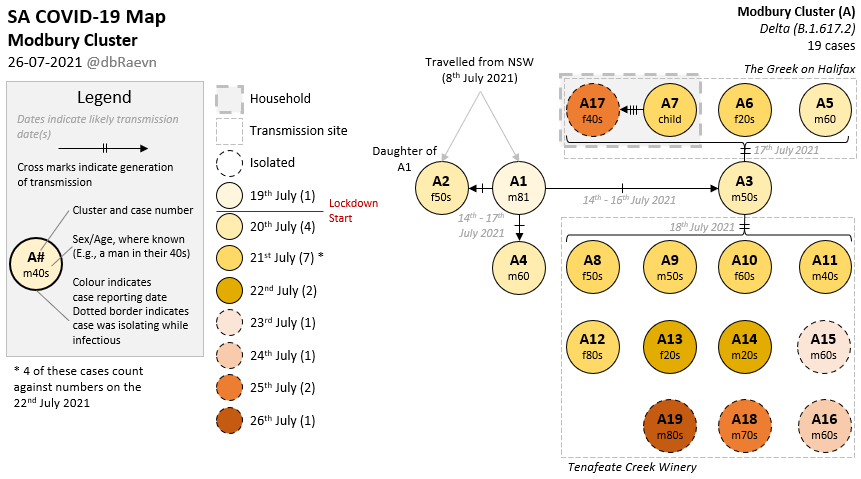 SA COVID-19 Map
Modbury Cluster
26-07-2021 @dbRaevn
Modbury Cluster (A)
Delta (B.1.617.2)
19 cases
Legend
Dates indicate likely transmission
date(s)
Cross marks indicate generation
of transmission
Cluster and case number
Sex/Age, where known
(E.g., a man in their 40s)
A#
m40s
Colour indicates
case reporting date
Dotted border indicates
case was isolating while
infectious
* 4 of these cases count
against numbers on the
22nd July 2021
Household
Transmission site
Isolated
19th July (1)
Lockdown
Start
20th July (4)
21st July (7) *
22nd July (2)
23rd July (1)
24th July (1)
25th July (2)
26th July (1)
Travelled from NSW
(8th July 2021)
Daughter of
A1
A2
f50s
A1
m81
14th - 17th
July 2021
A4
m60
14th - 16th July 2021
A3
m50s
The Greek on Halifax
A17
f40s
A7
child
A6
f20s
A5
m60
17th July 2021
18th July 2021
A8
f50s
A9
m50s
A10
f60s
A11
m40s
A12
f80s
A13
f20s
A14
m20s
A15
m60s
A19
m80s
A18
m70s
A16
m60s
Tenafeate Creek Winery